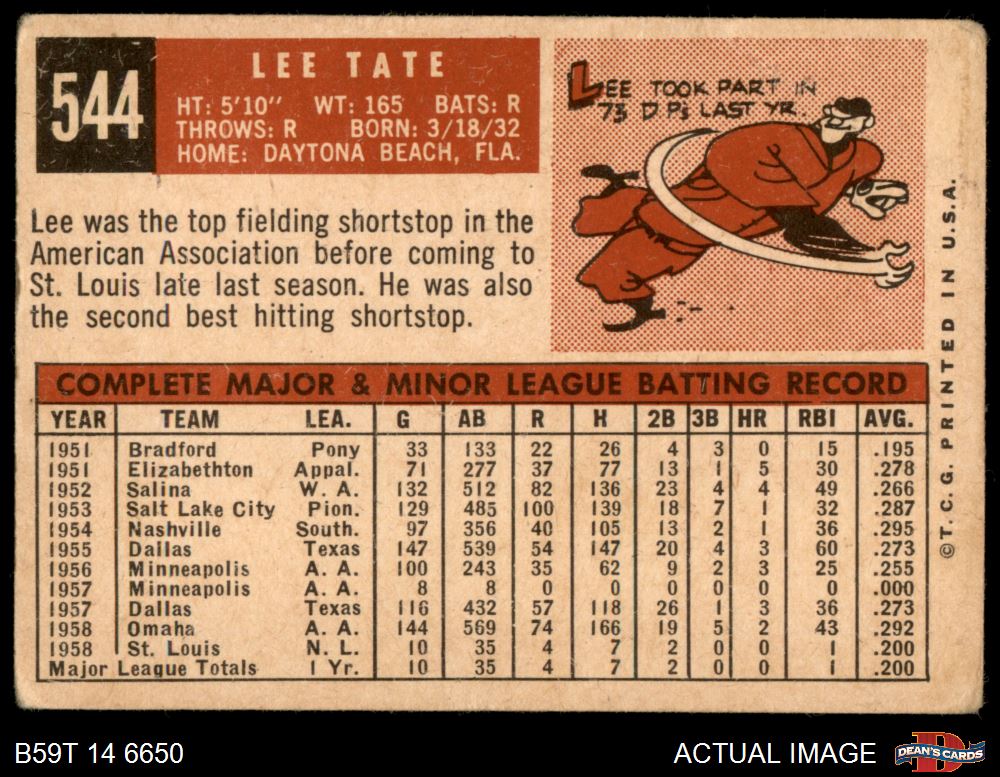 544
LEE TATE
HT: 5'10" WT: 165 BATS: R
THROWS: R BORN: 3/18/32
HOME: DAYTONA BEACH, FLA.
LEE TOOK PART IN
73 D.P.s LAST YR.
Lee was the top fielding shortstop in the
American Association before coming to
St. Louis late last season. He was also
the second best hitting shortstop.
COMPLETE MAJOR & MINOR LEAGUE BATTING RECORD
YEAR TEAM LEA. G AB R H 2B 3B HR RBI AVG.
1951 Bradford Pony 33 133 22 26 4 3 0 15 .195
1951 Elizabethton Appal. 71 277 37 77 13 1 5 30 .278
1952 Salina W. A. 132 512 82 136 23 4 4 49 .266
1953 Salt Lake City Pion. 129 485 100 139 18 7 1 32 .287
1954 Nashville South. 97 356 40 105 13 2 1 36 .295
1955 Dallas Texas 147 539 54 147 20 4 3 60 .273
1956 Minneapolis A. A. 100 243 35 62 9 2 3 25 .255
1957 Minneapolis A. A. 8 8 0 0 0 0 0 0 .000
1957 Dallas Texas 116 432 57 118 26 1 3 36 .273
1958 Omaha A. A. 144 569 74 166 19 5 2 43 .292
1958 St. Louis N. L. 10 35 4 7 2 0 0 1 .200
Major League Totals 1 Yr. 10 35 4 7 2 0 0 1 .200
©T. C. G. PRINTED IN U.S.A.
B59T 14 6650
ACTUAL IMAGE
DEAN'S CARDS